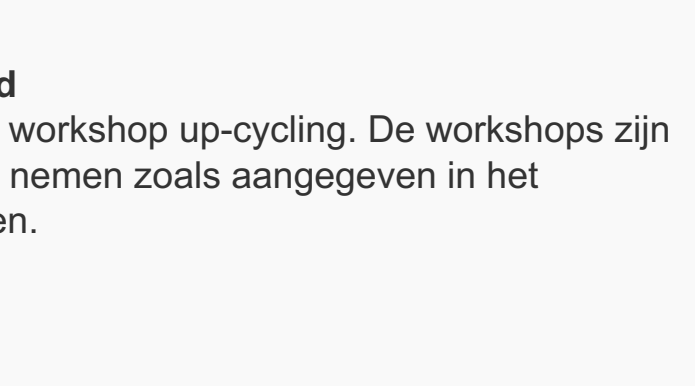 d
workshop up-cycling. De workshops zijn
nemen zoals aangegeven in het
en.